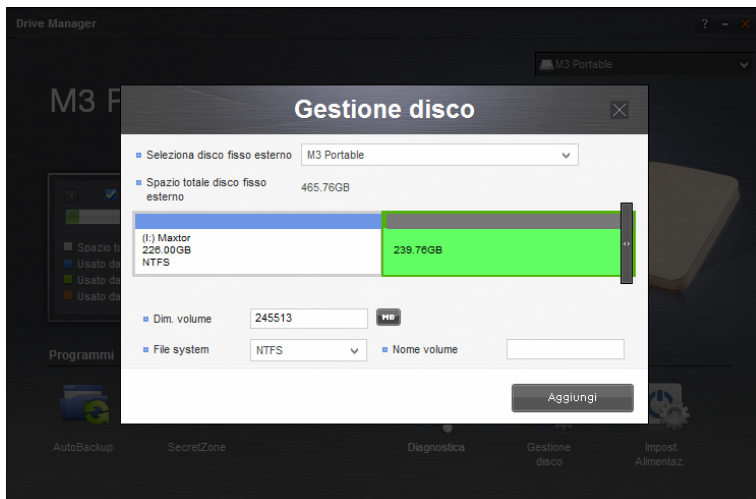 Drive Manager
? – ×
M3 Portable
M3 P
Gestione disco
Seleziona disco fisso esterno M3 Portable
Spazio totale disco fisso 465.76GB
esterno
(I:) Maxtor
226.00GB 239.76GB
NTFS
Spazio to
Usato da
Usato da
Usato da
Dim. volume 245513 MB
File system NTFS Nome volume
Programmi
Aggiungi
AutoBackup SecretZone Diagnostica Gestione Impost.
disco Alimentaz.